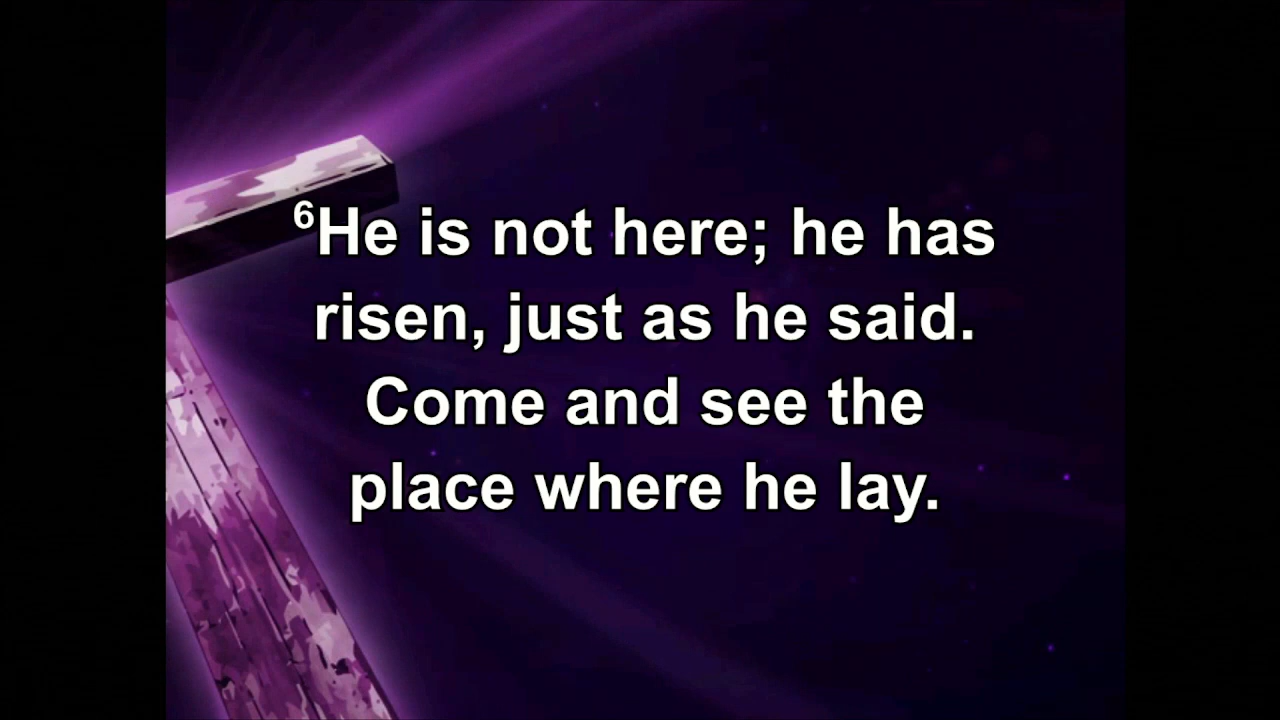 ⁶He is not here; he has
risen, just as he said.
Come and see the
place where he lay.